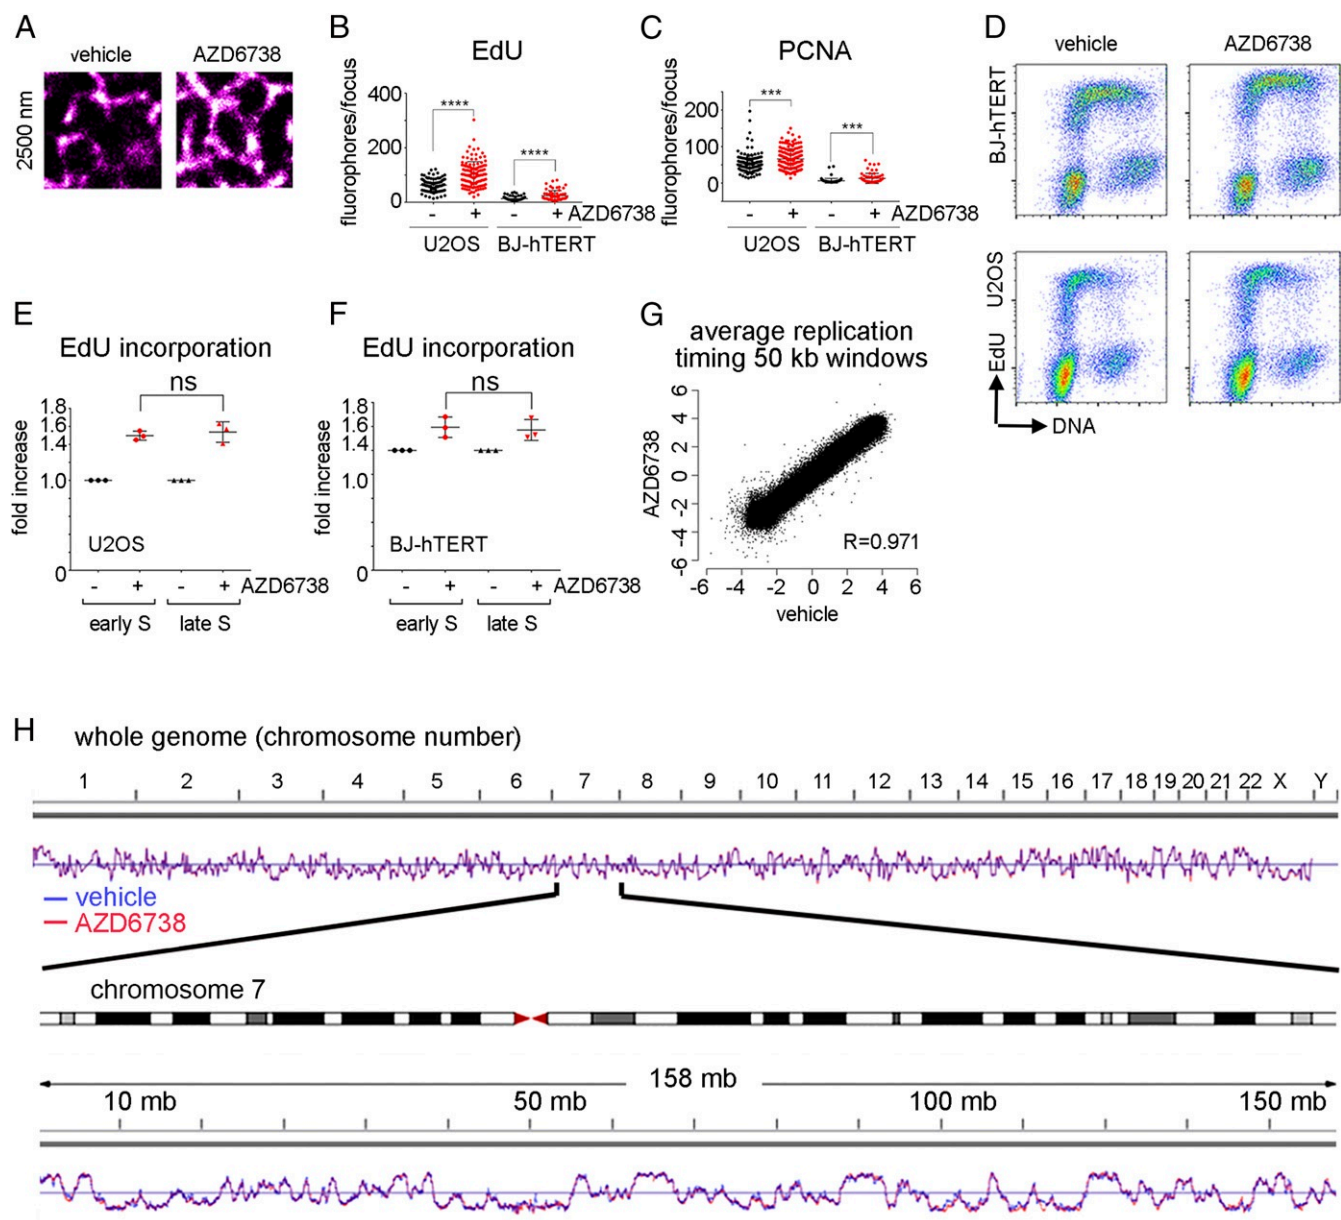 A
vehicle
AZD6738
2500 nm
B
EdU
fluorophores/focus
400
200
0
****
****
- + - + AZD6738
U2OS BJ-hTERT
C
PCNA
fluorophores/focus
200
100
0
***
***
- + - + AZD6738
U2OS BJ-hTERT
D
vehicle
AZD6738
BJ-hTERT
U2OS
EdU
DNA
E
EdU incorporation
ns
fold increase
1.8
1.6
1.4
1.0
0
U2OS
- + - + AZD6738
early S late S
F
EdU incorporation
ns
fold increase
1.8
1.6
1.4
1.0
0
BJ-hTERT
- + - + AZD6738
early S late S
G
average replication
timing 50 kb windows
AZD6738
6
4
2
0
-2
-4
-6
R=0.971
-6 -4 -2 0 2 4 6
vehicle
H
whole genome (chromosome number)
1 2 3 4 5 6 7 8 9 10 11 12 13 14 15 16 17 18 19 20 21 22 X Y
vehicle
AZD6738
chromosome 7
158 mb
10 mb 50 mb 100 mb 150 mb